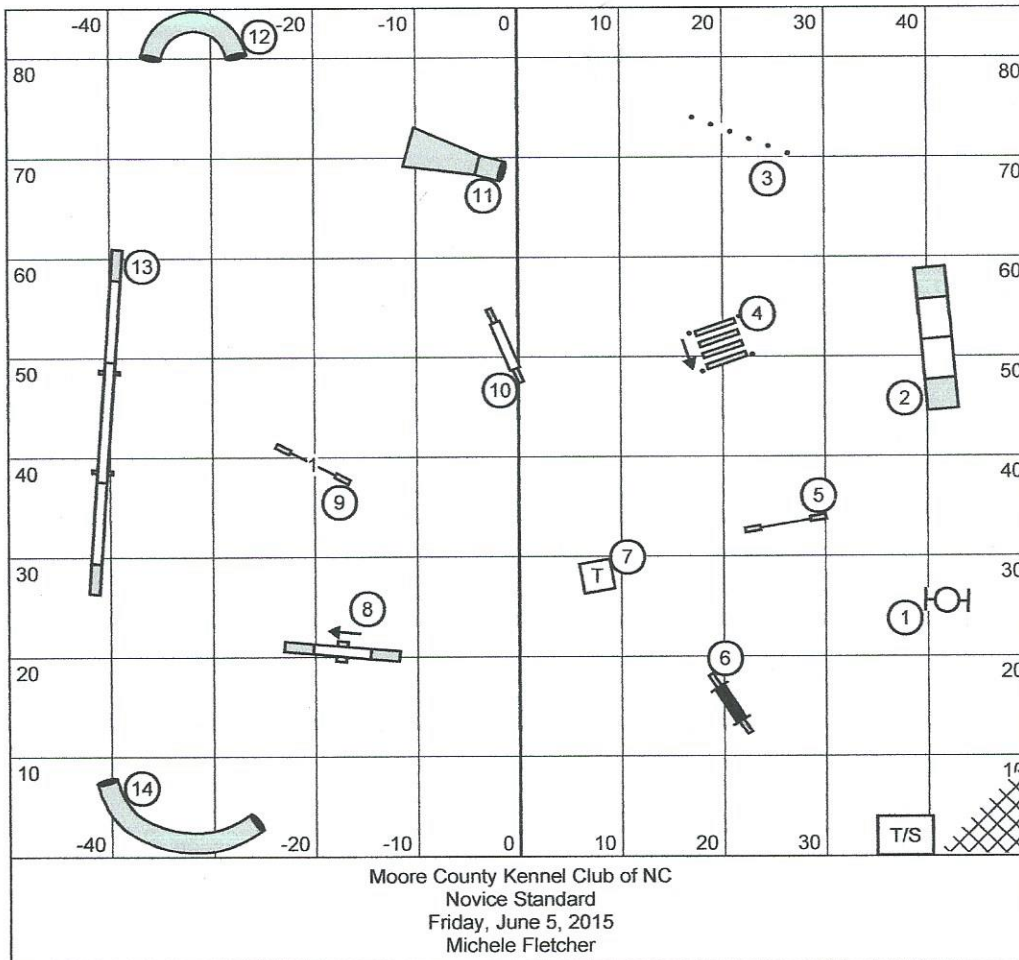 -40 -20 -10 0 10 20 30 40
12
80 80
70 3 70
11
60 13 60
4
50 50
10 2
40 1 40
9 5
30 7 30
T
8 1
20 6 20
10
14
T/S
-40 -20 -10 0 10 20 30
Moore County Kennel Club of NC
Novice Standard
Friday, June 5, 2015
Michele Fletcher